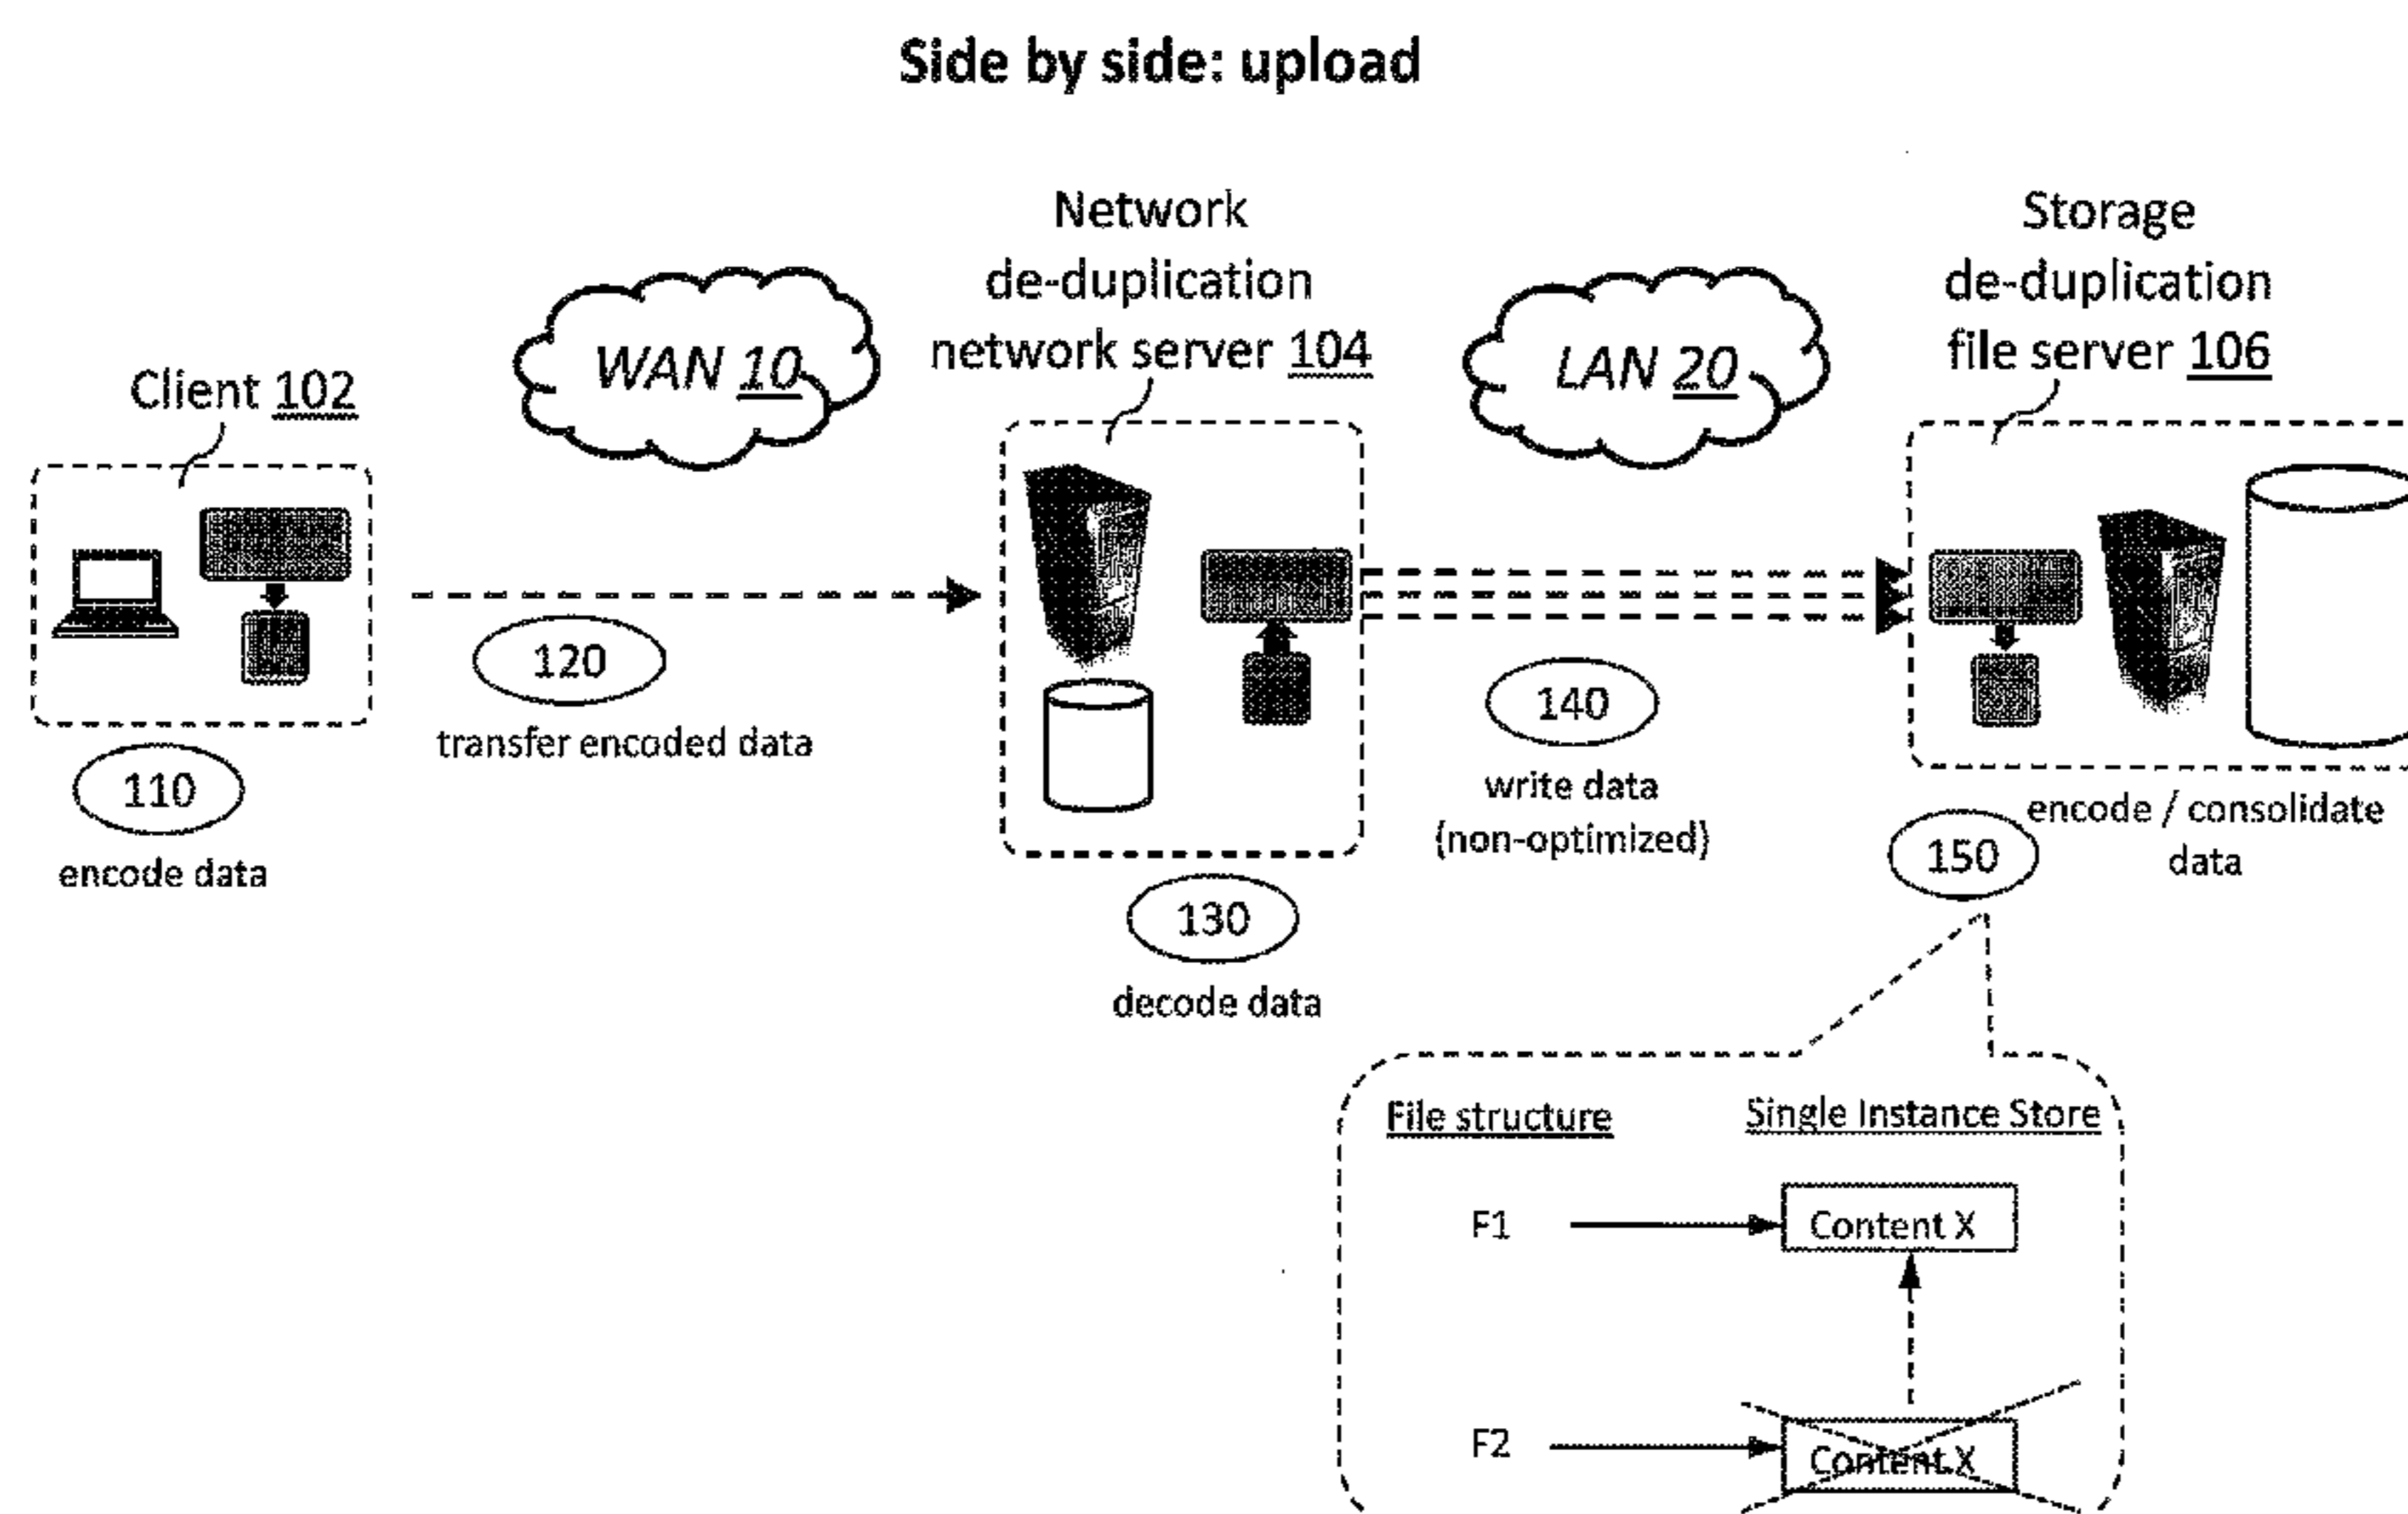 Side by side: upload
Client 102
WAN 10
Network
de-duplication
network server 104
LAN 20
Storage
de-duplication
file server 106
110
encode data
120
transfer encoded data
130
decode data
140
write data
(non-optimized)
150
encode / consolidate
data
File structure
Single Instance Store
F1
Content X
F2
Content X